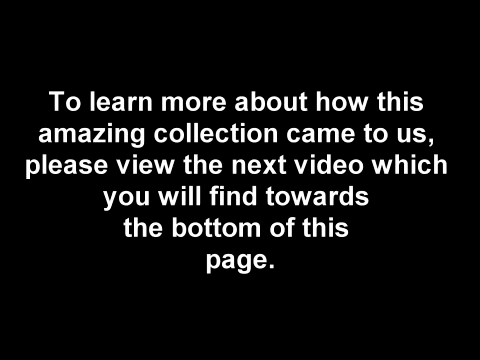 To learn more about how this
amazing collection came to us,
please view the next video which
you will find towards
the bottom of this
page.